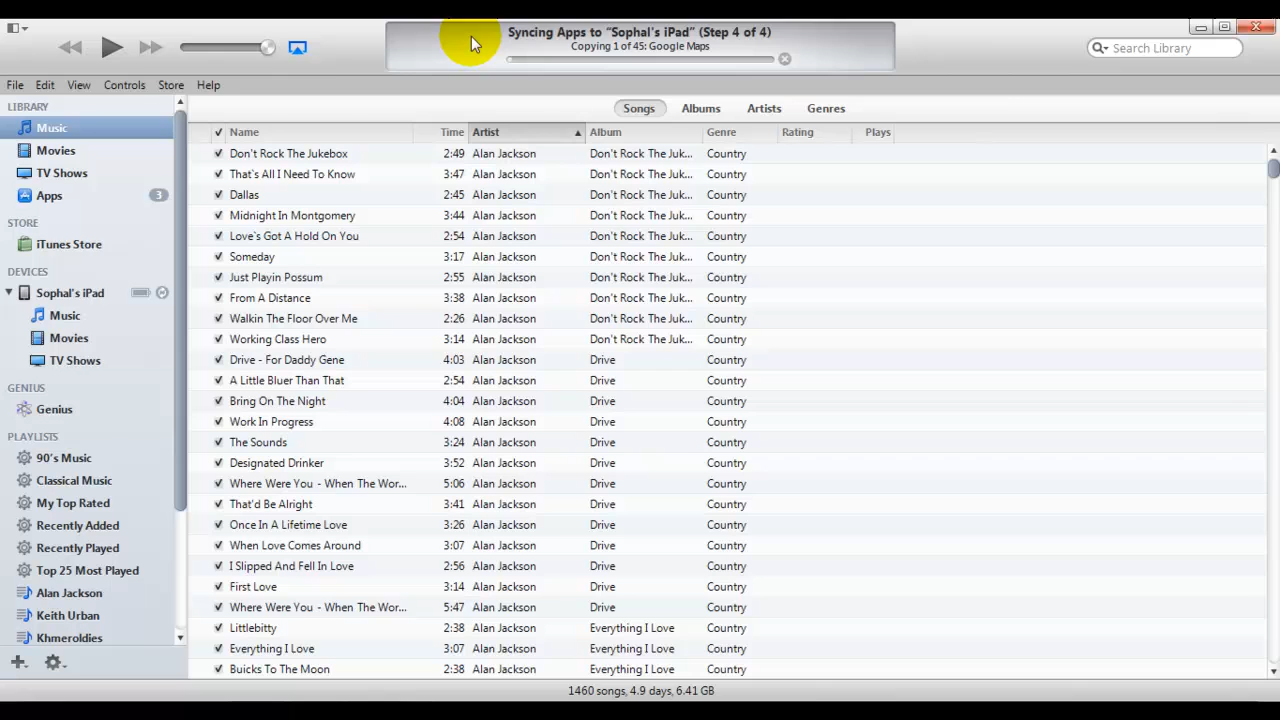 Syncing Apps to “Sophal's iPad” (Step 4 of 4)
Copying 1 of 45: Google Maps
Search Library
File Edit View Controls Store Help
LIBRARY
Music
Movies
TV Shows
Apps 3
STORE
iTunes Store
DEVICES
Sophal's iPad
Music
Movies
TV Shows
GENIUS
Genius
PLAYLISTS
90's Music
Classical Music
My Top Rated
Recently Added
Recently Played
Top 25 Most Played
Alan Jackson
Keith Urban
Khmeroldies
Songs Albums Artists Genres
Name Time Artist Album Genre Rating Plays
Don't Rock The Jukebox 2:49 Alan Jackson Don't Rock The Juk... Country
That`s All I Need To Know 3:47 Alan Jackson Don't Rock The Juk... Country
Dallas 2:45 Alan Jackson Don't Rock The Juk... Country
Midnight In Montgomery 3:44 Alan Jackson Don't Rock The Juk... Country
Love`s Got A Hold On You 2:54 Alan Jackson Don't Rock The Juk... Country
Someday 3:17 Alan Jackson Don't Rock The Juk... Country
Just Playin Possum 2:55 Alan Jackson Don't Rock The Juk... Country
From A Distance 3:38 Alan Jackson Don't Rock The Juk... Country
Walkin The Floor Over Me 2:26 Alan Jackson Don't Rock The Juk... Country
Working Class Hero 3:14 Alan Jackson Don't Rock The Juk... Country
Drive - For Daddy Gene 4:03 Alan Jackson Drive Country
A Little Bluer Than That 2:54 Alan Jackson Drive Country
Bring On The Night 4:04 Alan Jackson Drive Country
Work In Progress 4:08 Alan Jackson Drive Country
The Sounds 3:24 Alan Jackson Drive Country
Designated Drinker 3:52 Alan Jackson Drive Country
Where Were You - When The Wor... 5:06 Alan Jackson Drive Country
That'd Be Alright 3:41 Alan Jackson Drive Country
Once In A Lifetime Love 3:26 Alan Jackson Drive Country
When Love Comes Around 3:07 Alan Jackson Drive Country
I Slipped And Fell In Love 2:56 Alan Jackson Drive Country
First Love 3:14 Alan Jackson Drive Country
Where Were You - When The Wor... 5:47 Alan Jackson Drive Country
Littlebitty 2:38 Alan Jackson Everything I Love Country
Everything I Love 3:07 Alan Jackson Everything I Love Country
Buicks To The Moon 2:38 Alan Jackson Everything I Love Country
1460 songs, 4.9 days, 6.41 GB